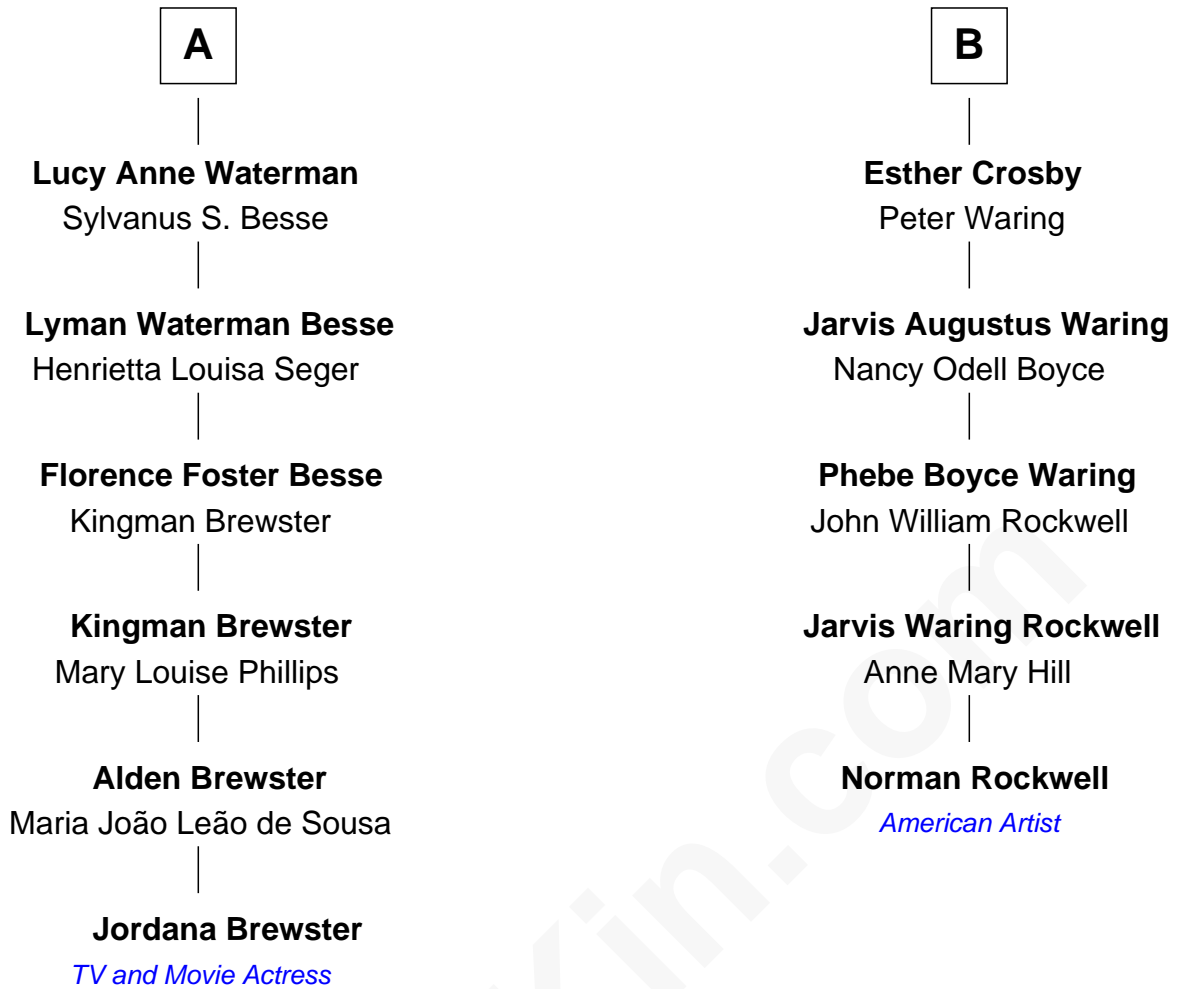 A
Lucy Anne Waterman
Sylvanus S. Besse
Lyman Waterman Besse
Henrietta Louisa Seger
Florence Foster Besse
Kingman Brewster
Kingman Brewster
Mary Louise Phillips
Alden Brewster
Maria João Leão de Sousa
Jordana Brewster
TV and Movie Actress
B
Esther Crosby
Peter Waring
Jarvis Augustus Waring
Nancy Odell Boyce
Phebe Boyce Waring
John William Rockwell
Jarvis Waring Rockwell
Anne Mary Hill
Norman Rockwell
American Artist
Kin.com